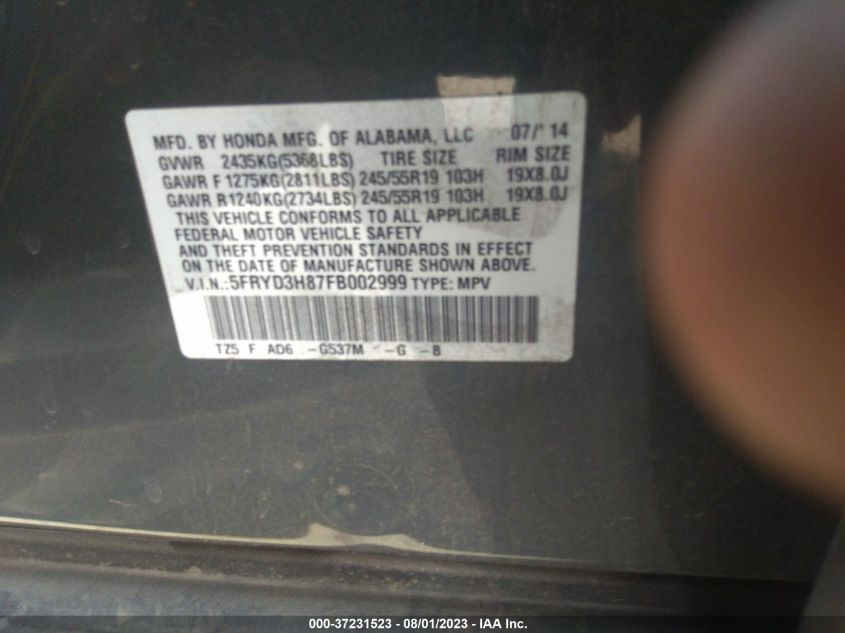 MFD. BY HONDA MFG. OF ALABAMA, LLC 07/'14
GVWR 2435KG(5368LBS) TIRE SIZE RIM SIZE
GAWR F 1275KG(2811LBS) 245/55R19 103H 19X8.0J
GAWR R1240KG(2734LBS) 245/55R19 103H 19X8.0J
THIS VEHICLE CONFORMS TO ALL APPLICABLE
FEDERAL MOTOR VEHICLE SAFETY
AND THEFT PREVENTION STANDARDS IN EFFECT
ON THE DATE OF MANUFACTURE SHOWN ABOVE.
V.I.N.:5FRYD3H87FB002999 TYPE: MPV
TZ5 F AD6 -G537M -G -B
000-37231523 - 08/01/2023 - IAA Inc.